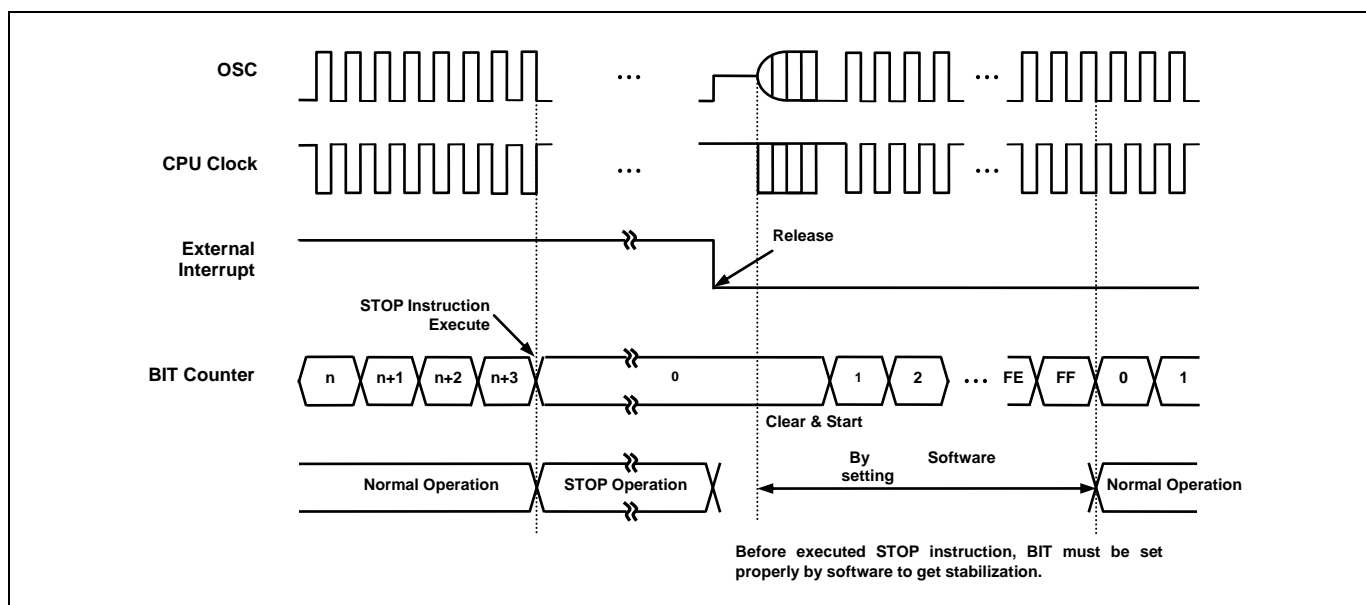 OSC
...
CPU Clock
...
External
Interrupt
Release
STOP Instruction
Execute
BIT Counter
n
n+1
n+2
n+3
0
1
2
...
FE
FF
0
1
Clear & Start
By Software
setting
Normal Operation
STOP Operation
Normal Operation
Before executed STOP instruction, BIT must be set
properly by software to get stabilization.